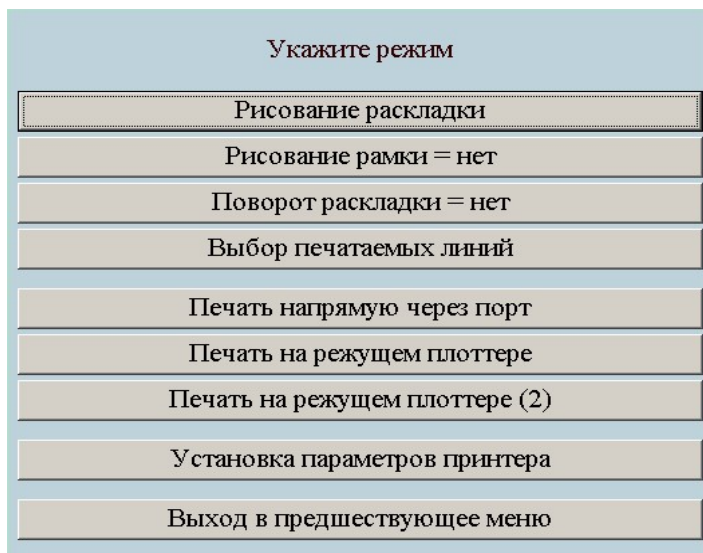 Укажите режим
Рисование раскладки
Рисование рамки = нет
Поворот раскладки = нет
Выбор печатаемых линий
Печать напрямую через порт
Печать на режущем плоттере
Печать на режущем плоттере (2)
Установка параметров принтера
Выход в предшествующее меню